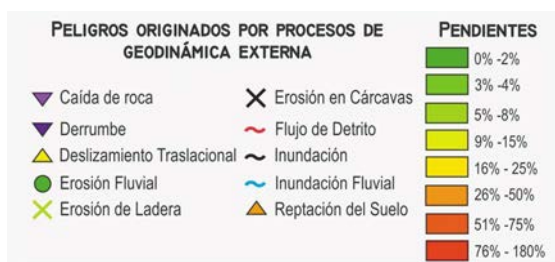 PELIGROS ORIGINADOS POR PROCESOS DE
GEODINÁMICA EXTERNA
Caída de roca
Derrumbe
Deslizamiento Traslacional
Erosión Fluvial
Erosión de Ladera
Erosión en Cárcavas
Flujo de Detrito
Inundación
Inundación Fluvial
Reptación del Suelo
PENDIENTES
0% -2%
3% -4%
5% -8%
9% -15%
16% - 25%
26% -50%
51% -75%
76% - 180%